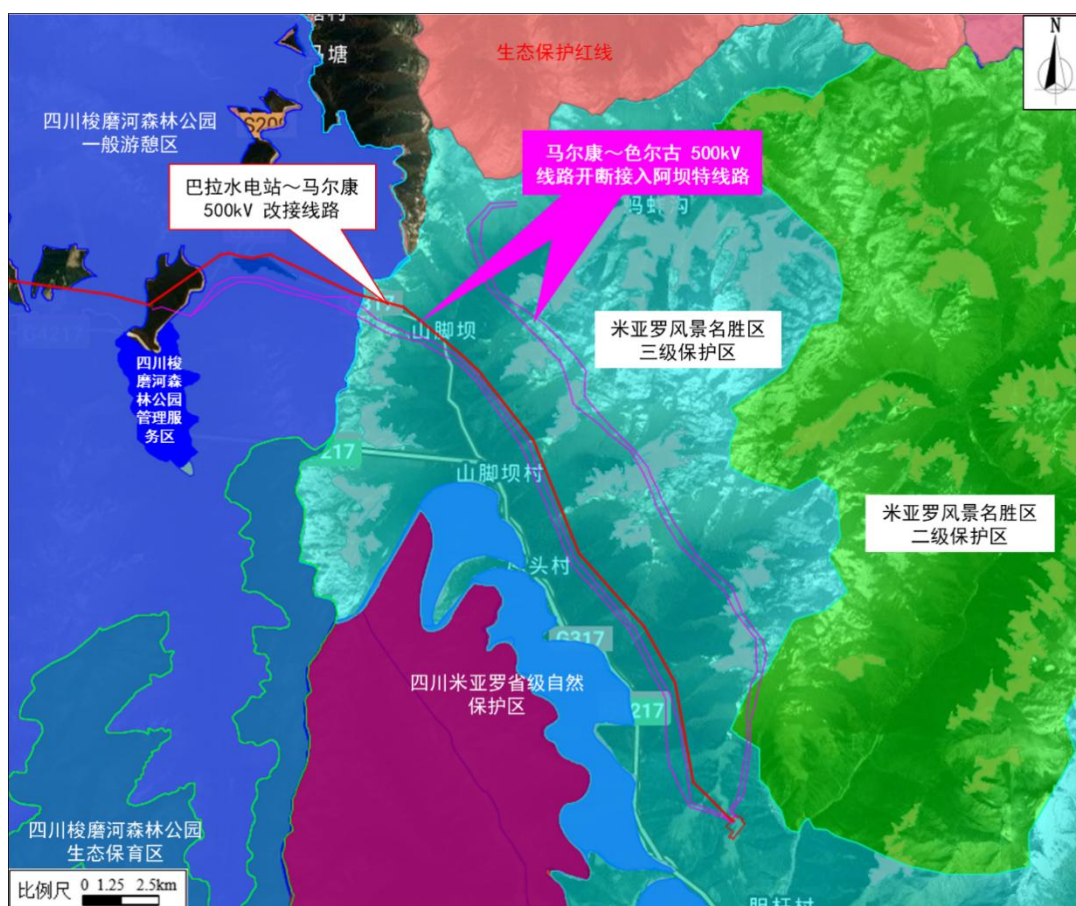 马塘
生态保护红线
N
四川梭磨河森林公园
一般游憩区
巴拉水电站～马尔康
500kV 改接线路
马尔康～色尔古 500kV
线路开断接入阿坝特线路
山脚坝
米亚罗风景名胜区
三级保护区
四川梭
磨河森
林公园
管理服
务区
山脚坝村
米亚罗风景名胜区
二级保护区
头村
G317
四川米亚罗省级自然
保护区
217
四川梭磨河森林公园
生态保育区
比例尺 0 1.25 2.5km